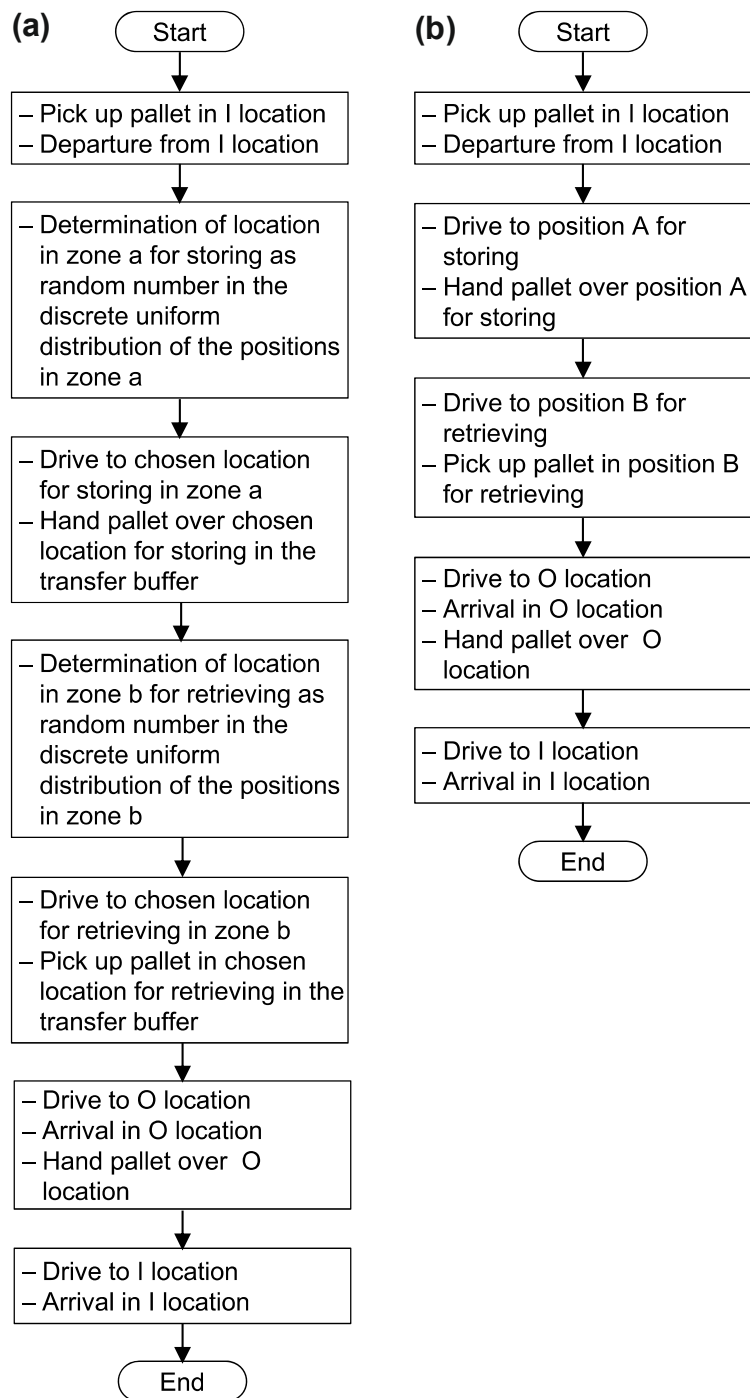 (a)
Start
– Pick up pallet in I location
– Departure from I location
– Determination of location
in zone a for storing as
random number in the
discrete uniform
distribution of the positions
in zone a
– Drive to chosen location
for storing in zone a
– Hand pallet over chosen
location for storing in the
transfer buffer
– Determination of location
in zone b for retrieving as
random number in the
discrete uniform
distribution of the positions
in zone b
– Drive to chosen location
for retrieving in zone b
– Pick up pallet in chosen
location for retrieving in the
transfer buffer
– Drive to O location
– Arrival in O location
– Hand pallet over O
location
– Drive to I location
– Arrival in I location
End
(b)
Start
– Pick up pallet in I location
– Departure from I location
– Drive to position A for
storing
– Hand pallet over position A
for storing
– Drive to position B for
retrieving
– Pick up pallet in position B
for retrieving
– Drive to O location
– Arrival in O location
– Hand pallet over O
location
– Drive to I location
– Arrival in I location
End